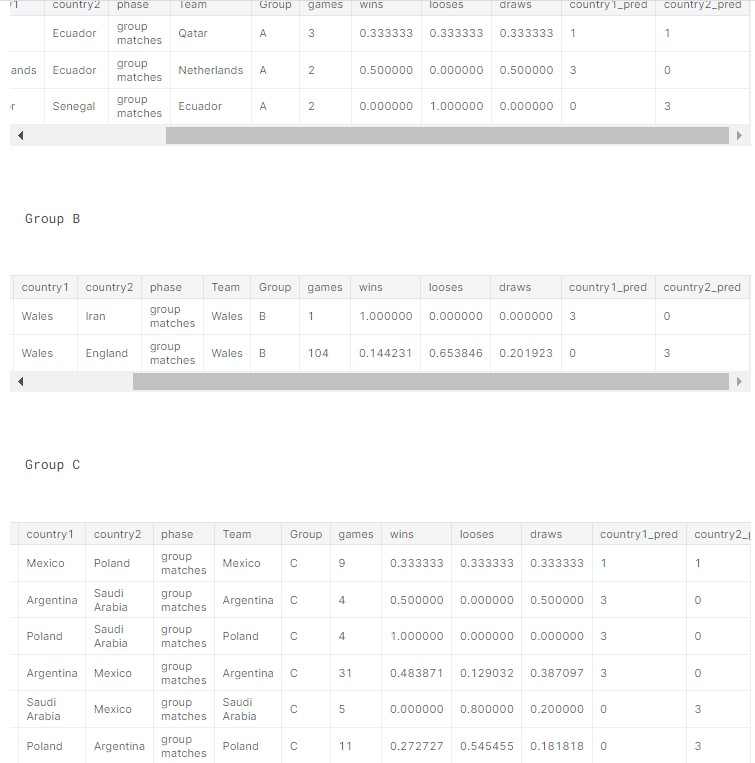 country2 phase Team Group games wins looses draws country1_pred country2_pred
Ecuador group matches Qatar A 3 0.333333 0.333333 0.333333 1 1
ands Ecuador group matches Netherlands A 2 0.500000 0.000000 0.500000 3 0
r Senegal group matches Ecuador A 2 0.000000 1.000000 0.000000 0 3
Group B
country1 country2 phase Team Group games wins looses draws country1_pred country2_pred
Wales Iran group matches Wales B 1 1.000000 0.000000 0.000000 3 0
Wales England group matches Wales B 104 0.144231 0.653846 0.201923 0 3
Group C
country1 country2 phase Team Group games wins looses draws country1_pred country2_p
Mexico Poland group matches Mexico C 9 0.333333 0.333333 0.333333 1 1
Argentina Saudi Arabia group matches Argentina C 4 0.500000 0.000000 0.500000 3 0
Poland Saudi Arabia group matches Poland C 4 1.000000 0.000000 0.000000 3 0
Argentina Mexico group matches Argentina C 31 0.483871 0.129032 0.387097 3 0
Saudi Arabia Mexico group matches Saudi Arabia C 5 0.000000 0.800000 0.200000 0 3
Poland Argentina group matches Poland C 11 0.272727 0.545455 0.181818 0 3